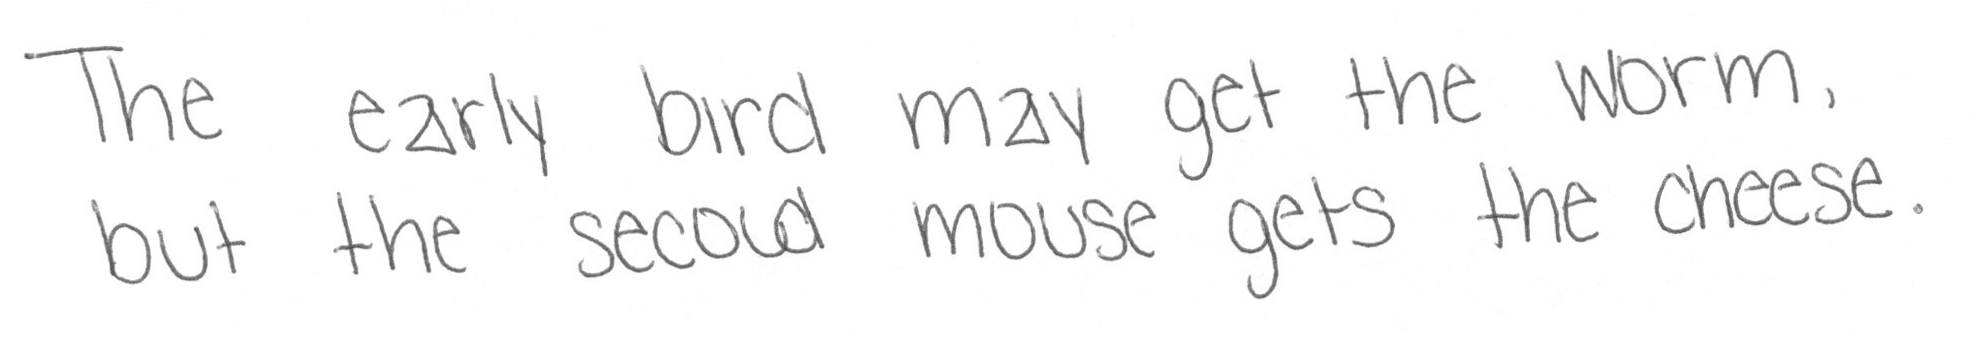 The early bird may get the worm,
but the second mouse gets the cheese.